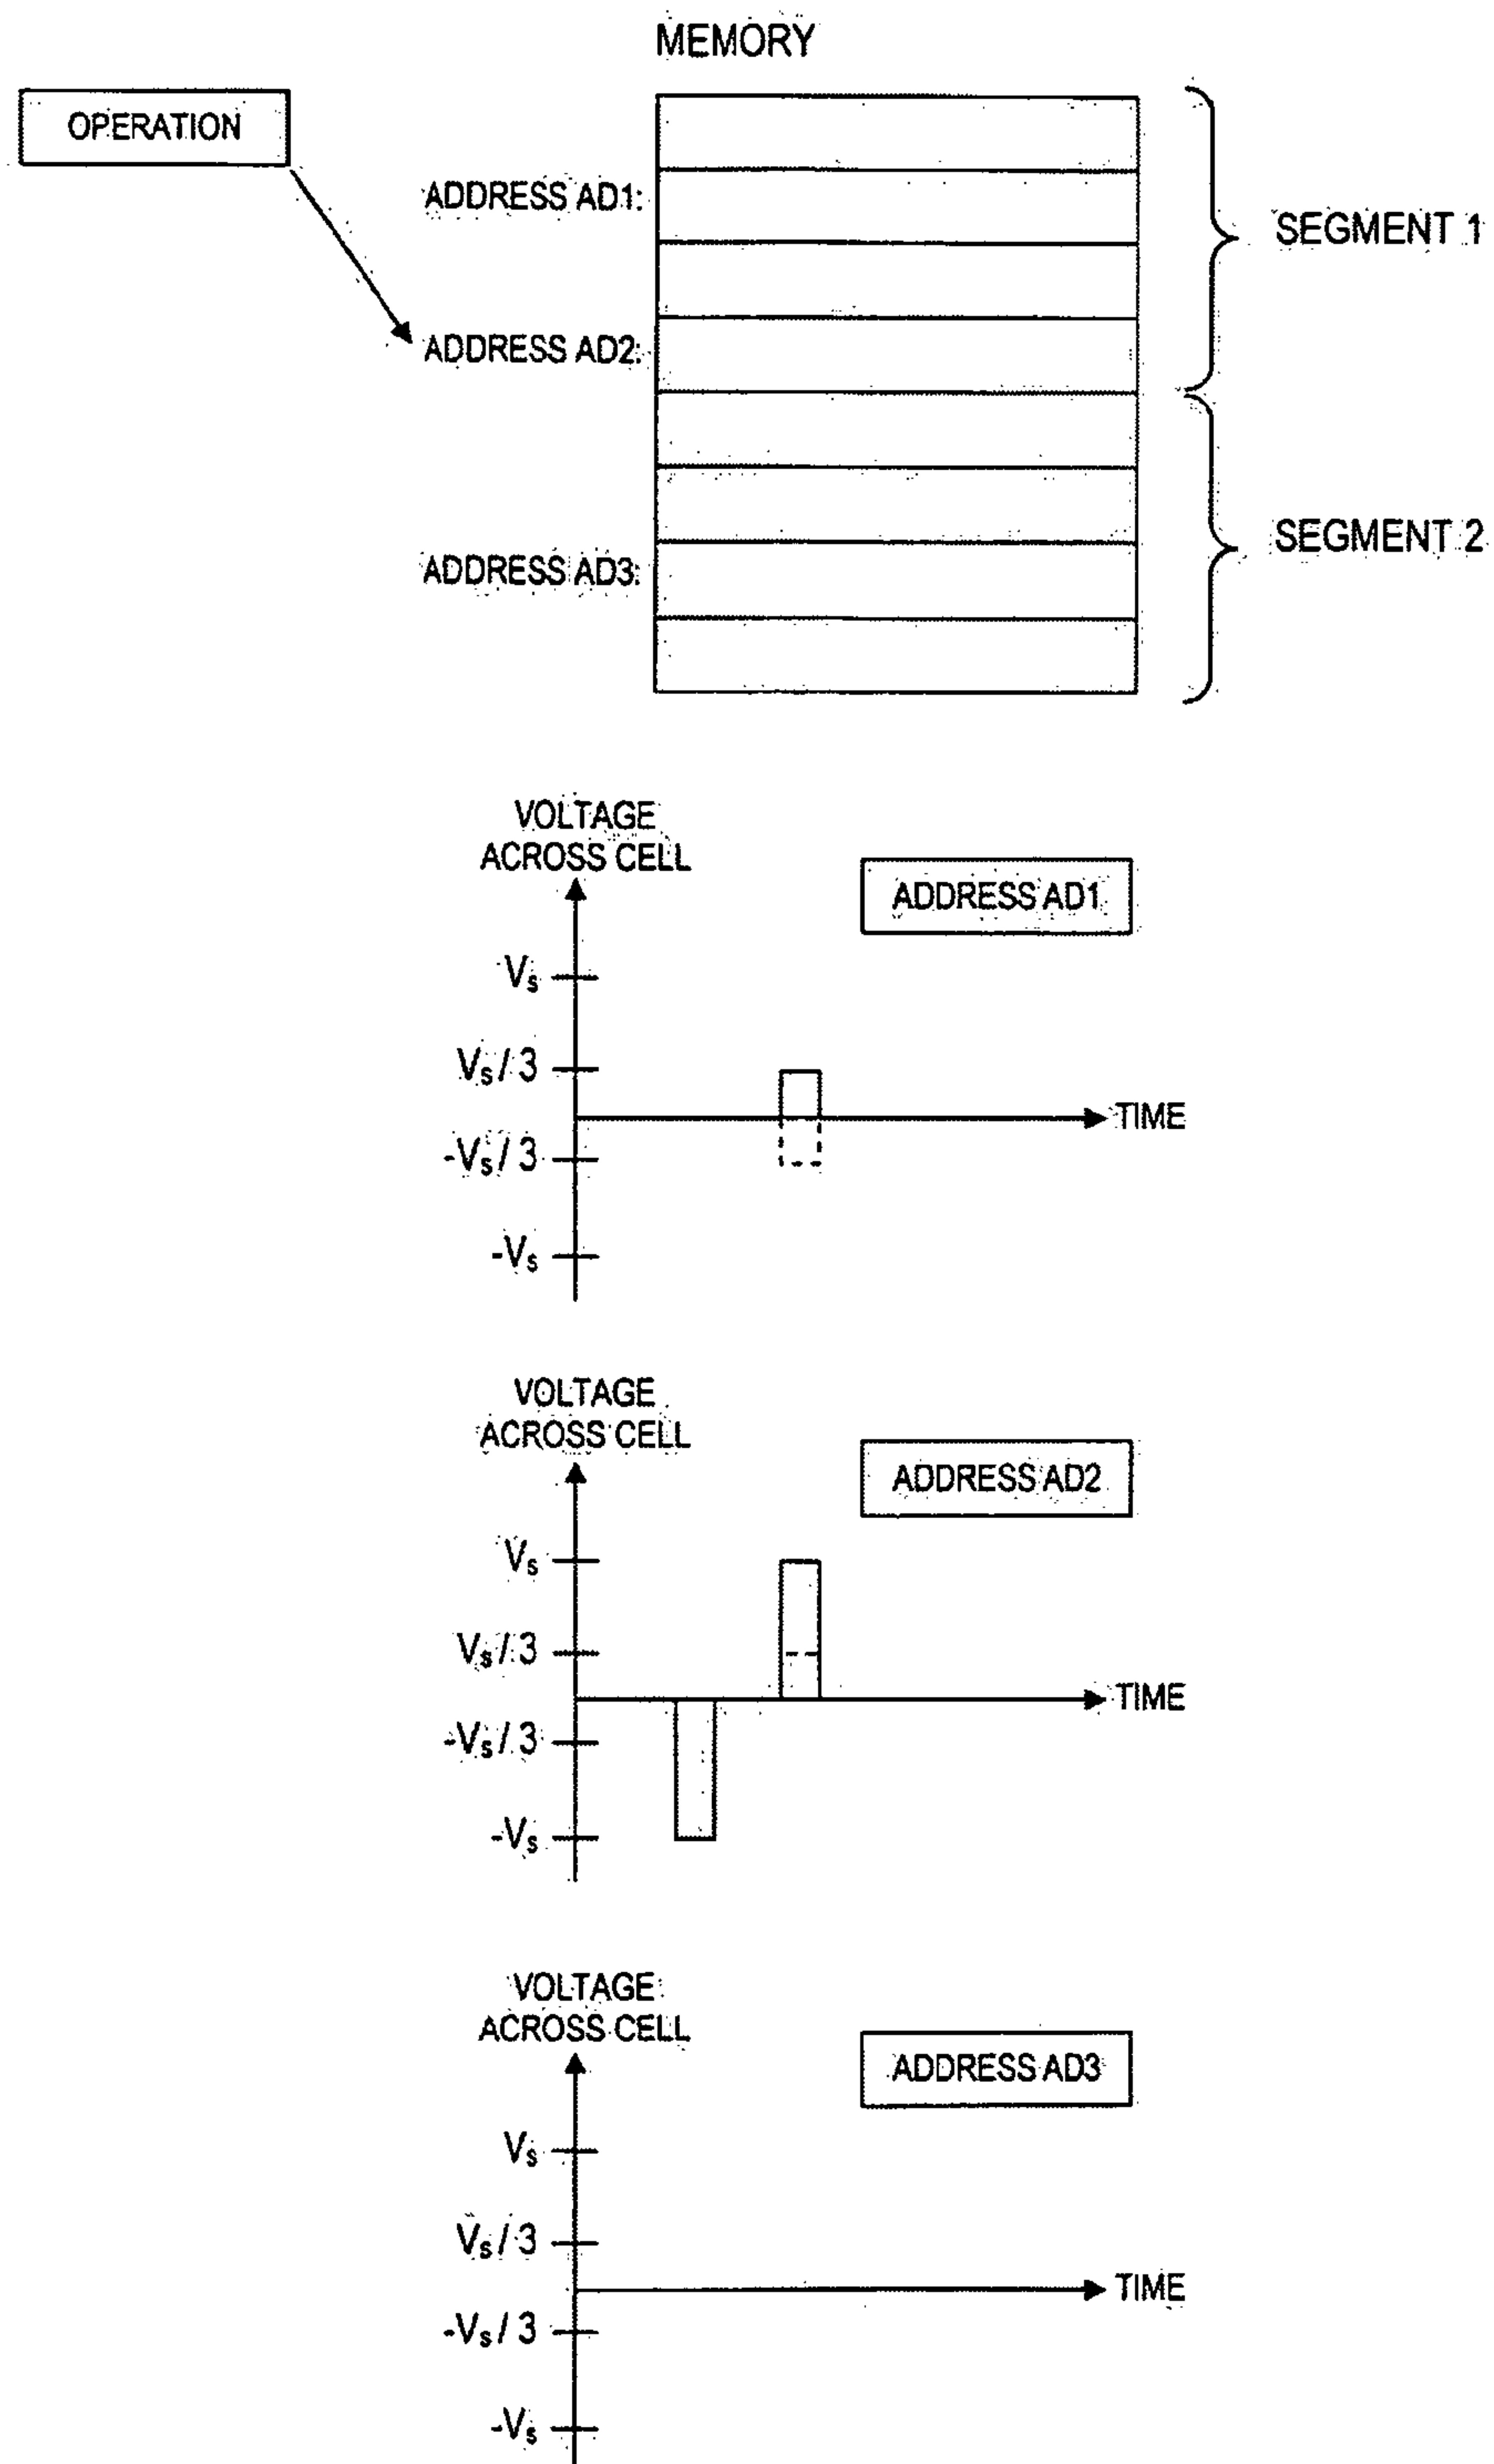 MEMORY
OPERATION
ADDRESS AD1:
SEGMENT 1
ADDRESS AD2:
SEGMENT 2
ADDRESS AD3:
VOLTAGE
ACROSS CELL
ADDRESS AD1
Vs
Vs / 3
TIME
-Vs / 3
-Vs
VOLTAGE
ACROSS CELL
ADDRESS AD2
Vs
Vs / 3
TIME
-Vs / 3
-Vs
VOLTAGE
ACROSS CELL
ADDRESS AD3
Vs
Vs / 3
TIME
-Vs / 3
-Vs